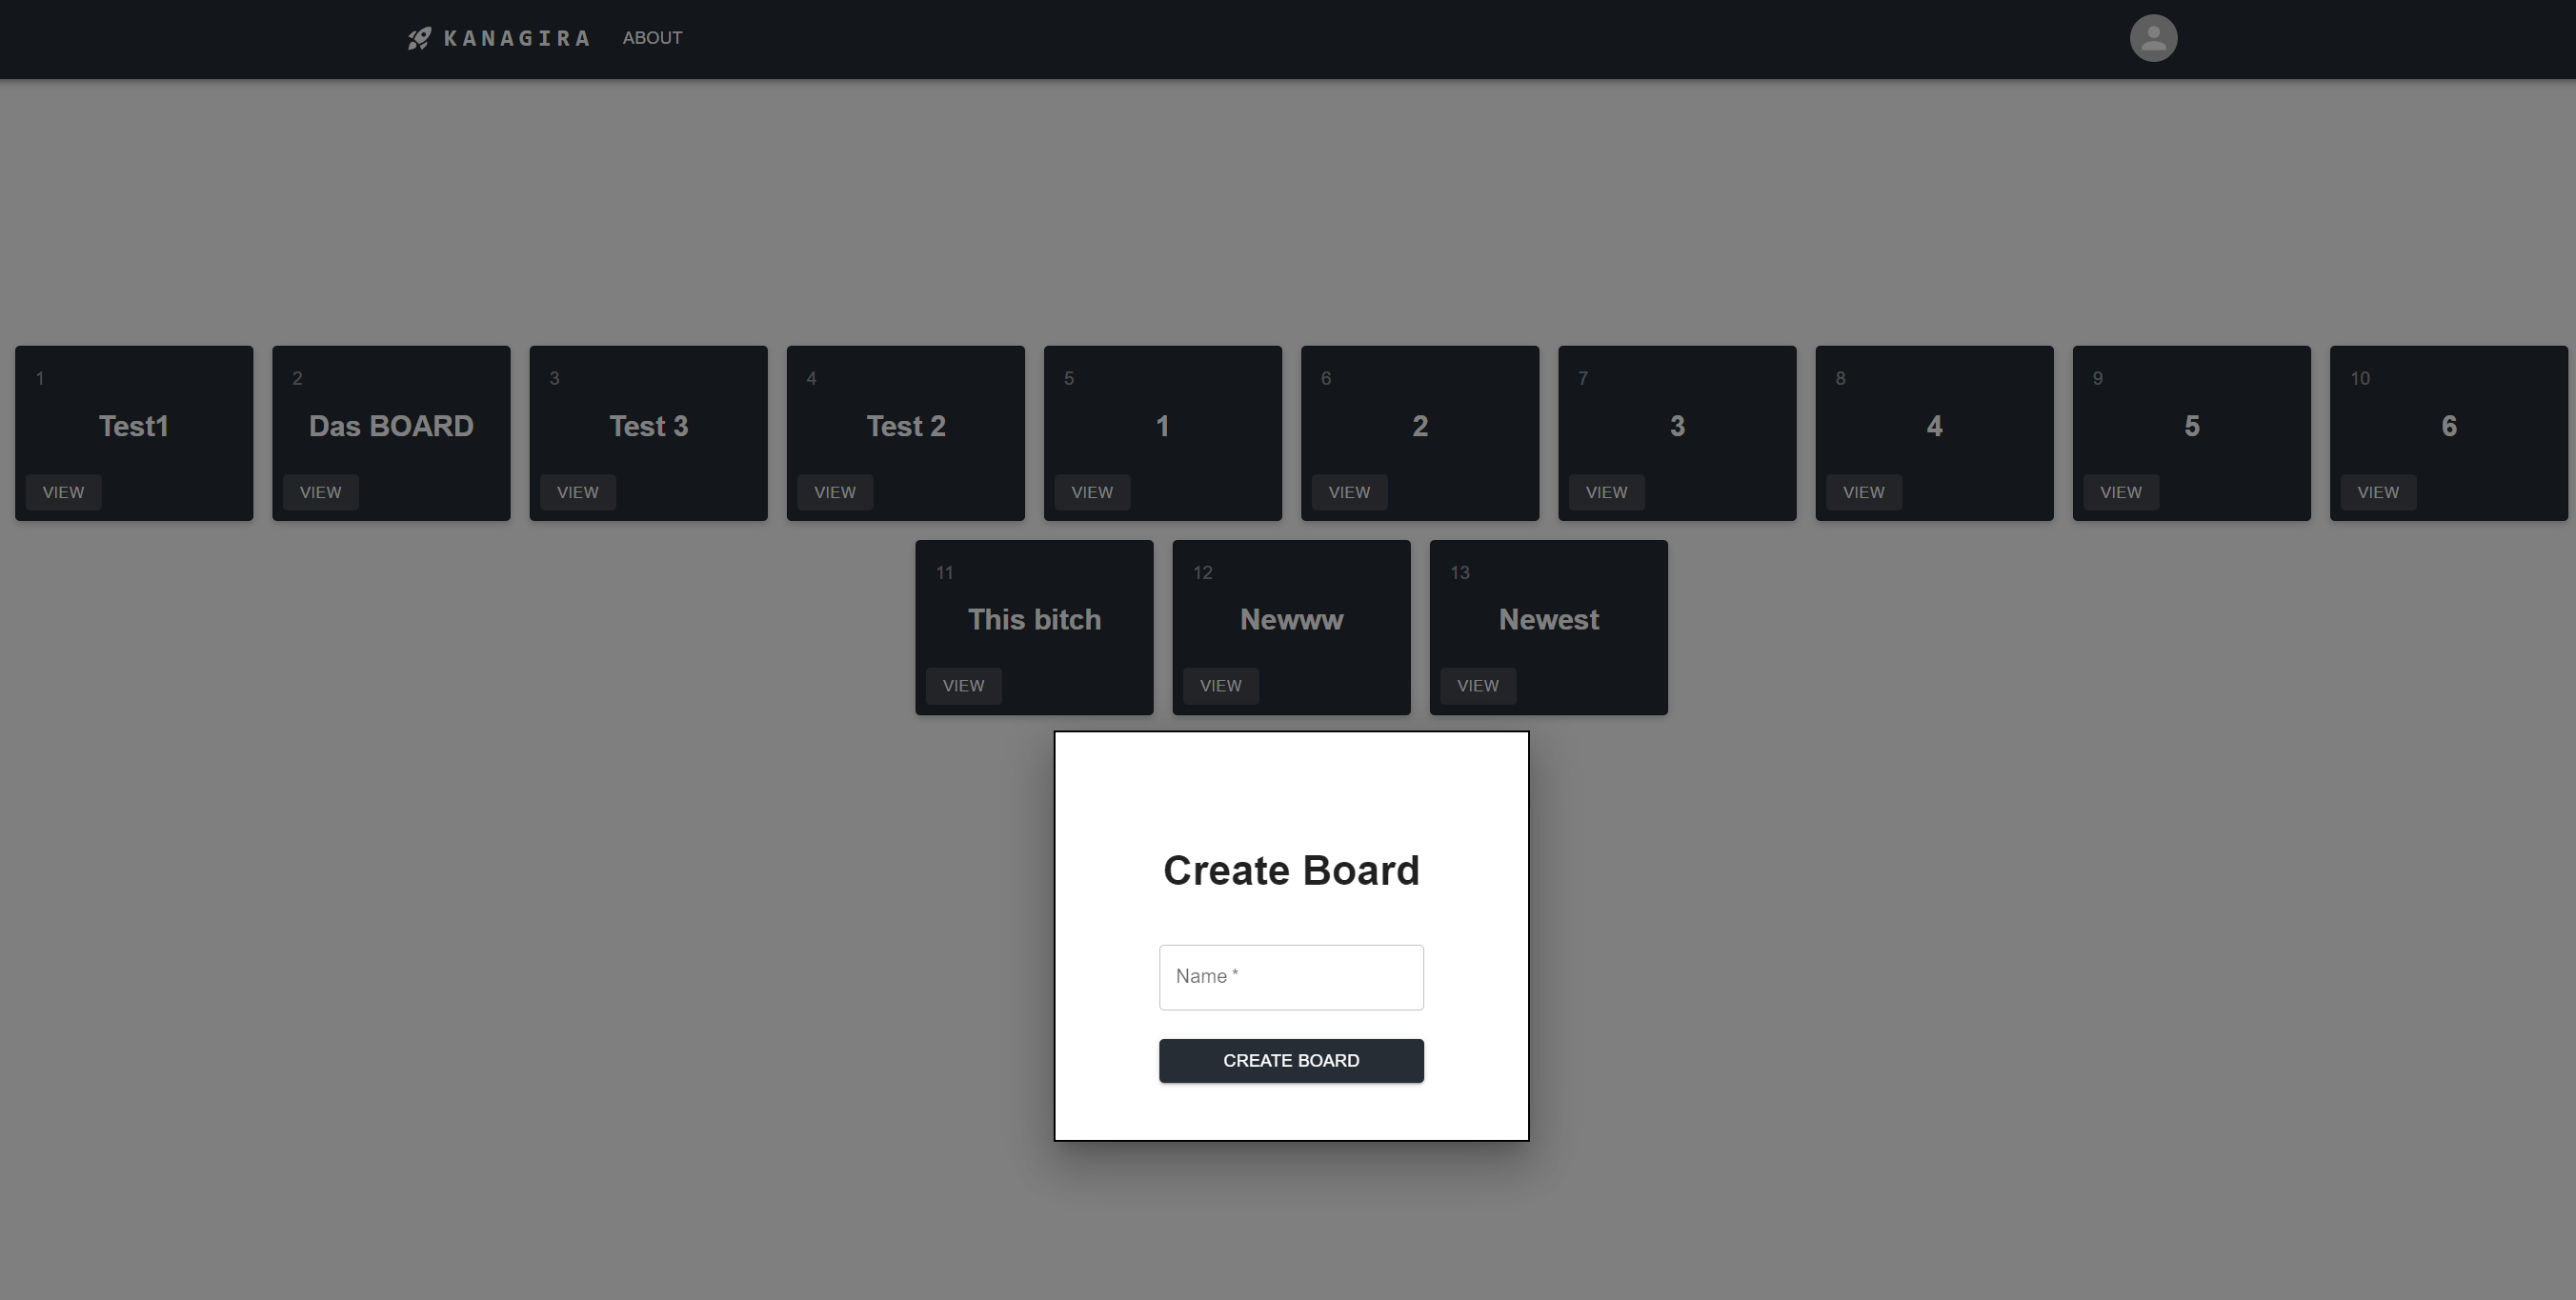 KANAGIRA ABOUT
1 2 3 4 5 6 7 8 9 10
Test1 Das BOARD Test 3 Test 2 1 2 3 4 5 6
VIEW VIEW VIEW VIEW VIEW VIEW VIEW VIEW VIEW VIEW
11 12 13
This bitch Newww Newest
VIEW VIEW VIEW
Create Board
Name *
CREATE BOARD